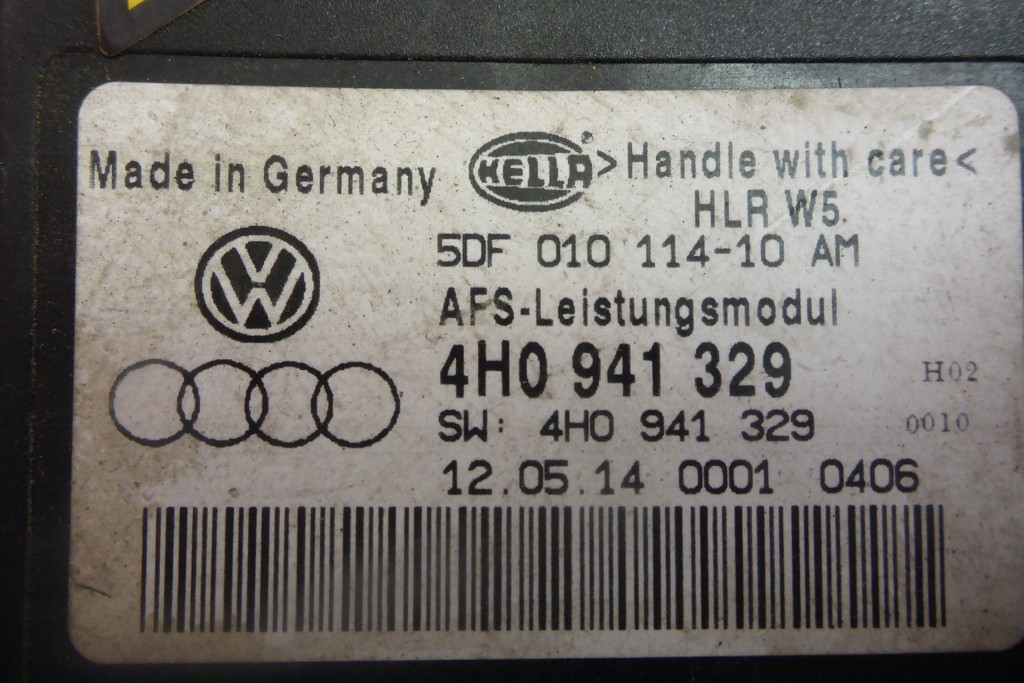 Made in Germany HELLA >Handle with care<
HLR W5
5DF 010 114-10 AM
AFS-Leistungsmodul
4H0 941 329 H02
SW: 4H0 941 329 0010
12.05.14 0001 0406